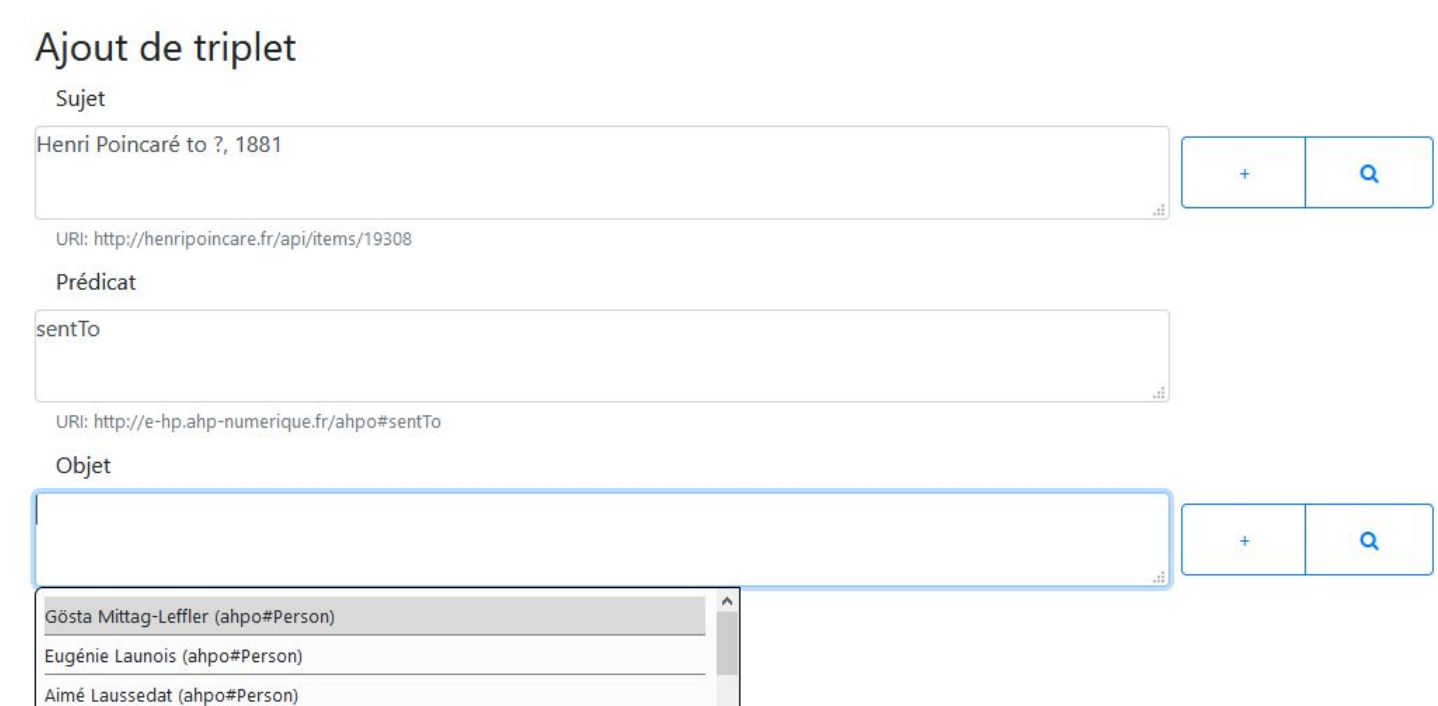 Ajout de triplet
Sujet
Henri Poincaré to ?, 1881
+
URI: http://henripoincare.fr/api/items/19308
Prédicat
sentTo
URI: http://e-hp.ahp-numerique.fr/ahpo#sentTo
Objet
+
Gösta Mittag-Leffler (ahpo#Person)
Eugénie Launois (ahpo#Person)
Aimé Laussedat (ahpo#Person)